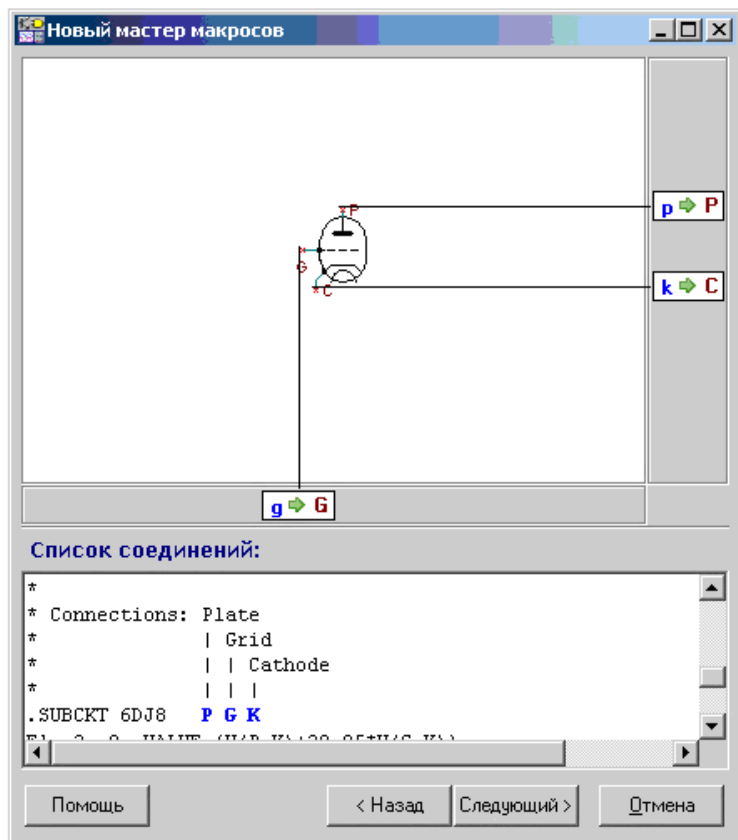 Новый мастер макросов
P
p P
G
C
k C
g G
Список соединений:
*
* Connections: Plate
* | Grid
* | | Cathode
* | | |
.SUBCKT 6DJ8 P G K
Помощь
< Назад
Следующий >
Отмена